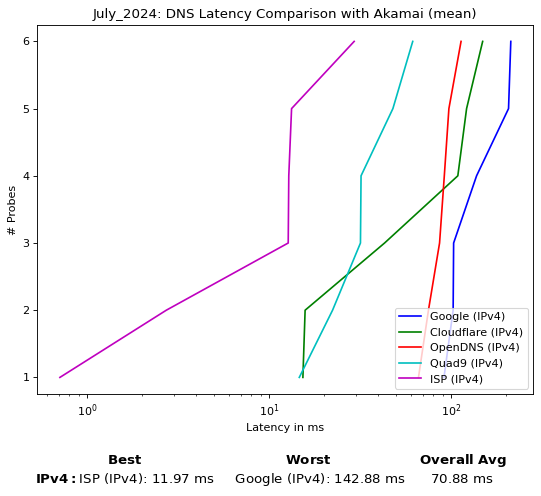 July_2024: DNS Latency Comparison with Akamai (mean)
6
5
4
3
2
1
# Probes
Google (IPv4)
Cloudflare (IPv4)
OpenDNS (IPv4)
Quad9 (IPv4)
ISP (IPv4)
10⁰ 10¹ 10²
Latency in ms
Best Worst Overall Avg
IPv4: ISP (IPv4): 11.97 ms Google (IPv4): 142.88 ms 70.88 ms